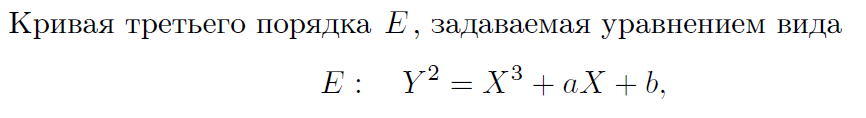 Кривая третьего порядка E, задаваемая уравнением вида
E : Y² = X³ + aX + b,